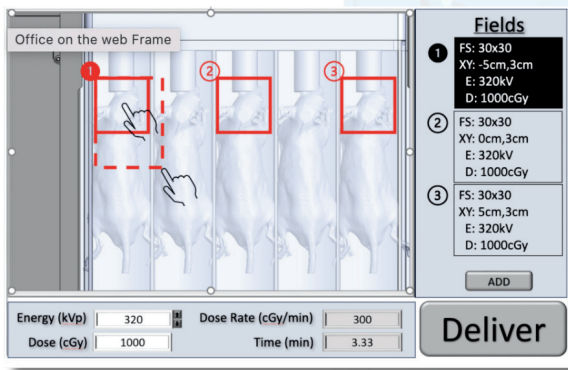 Office on the web Frame
1
2
3
Fields
1
FS: 30x30
XY: -5cm,3cm
E: 320kV
D: 1000cGy
2
FS: 30x30
XY: 0cm,3cm
E: 320kV
D: 1000cGy
3
FS: 30x30
XY: 5cm,3cm
E: 320kV
D: 1000cGy
ADD
Energy (kVp) 320 Dose Rate (cGy/min) 300
Dose (cGy) 1000 Time (min) 3.33
Deliver